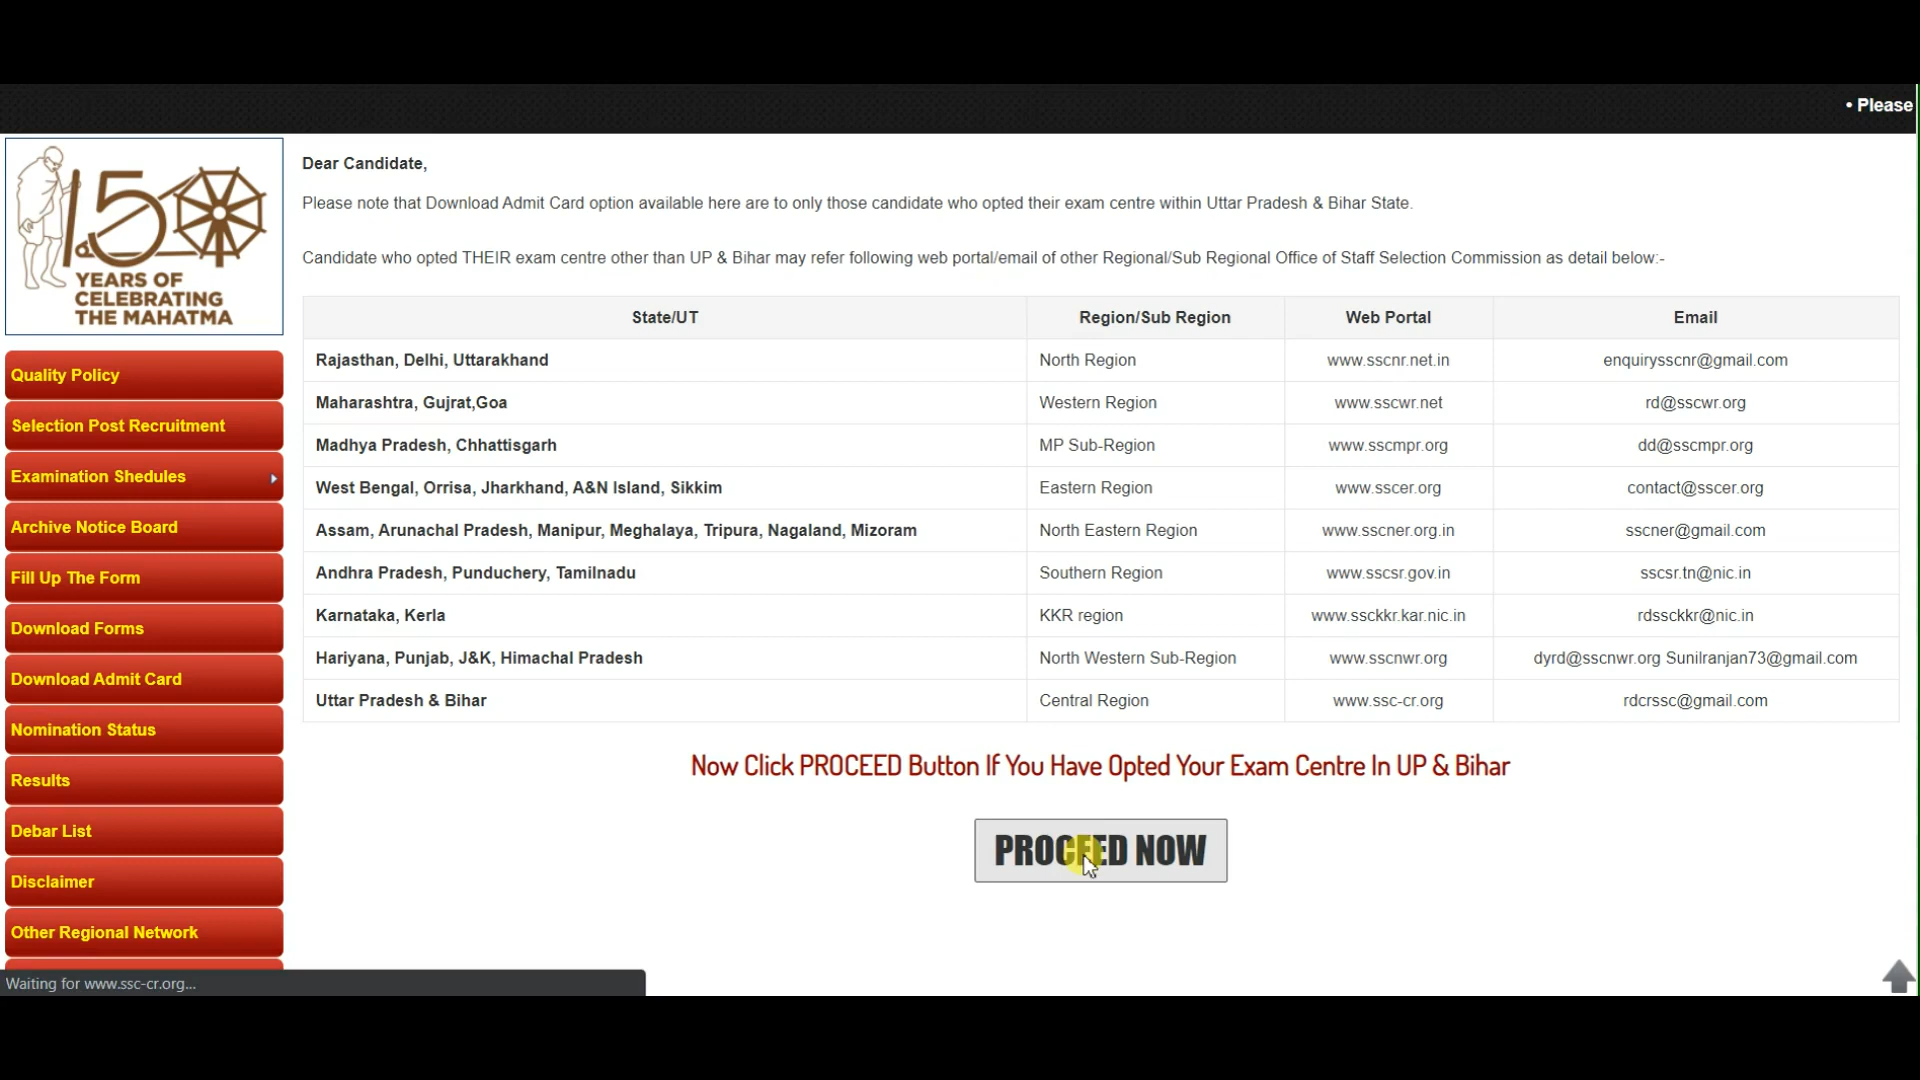 • Please
150
YEARS OF
CELEBRATING
THE MAHATMA
Quality Policy
Selection Post Recruitment
Examination Shedules
Archive Notice Board
Fill Up The Form
Download Forms
Download Admit Card
Nomination Status
Results
Debar List
Disclaimer
Other Regional Network
Dear Candidate,
Please note that Download Admit Card option available here are to only those candidate who opted their exam centre within Uttar Pradesh & Bihar State.
Candidate who opted THEIR exam centre other than UP & Bihar may refer following web portal/email of other Regional/Sub Regional Office of Staff Selection Commission as detail below:-
State/UT Region/Sub Region Web Portal Email
Rajasthan, Delhi, Uttarakhand North Region www.sscnr.net.in enquirysscnr@gmail.com
Maharashtra, Gujrat,Goa Western Region www.sscwr.net rd@sscwr.org
Madhya Pradesh, Chhattisgarh MP Sub-Region www.sscmpr.org dd@sscmpr.org
West Bengal, Orrisa, Jharkhand, A&N Island, Sikkim Eastern Region www.sscer.org contact@sscer.org
Assam, Arunachal Pradesh, Manipur, Meghalaya, Tripura, Nagaland, Mizoram North Eastern Region www.sscner.org.in sscner@gmail.com
Andhra Pradesh, Punduchery, Tamilnadu Southern Region www.sscsr.gov.in sscsr.tn@nic.in
Karnataka, Kerla KKR region www.ssckkr.kar.nic.in rdssckkr@nic.in
Hariyana, Punjab, J&K, Himachal Pradesh North Western Sub-Region www.sscnwr.org dyrd@sscnwr.org Sunilranjan73@gmail.com
Uttar Pradesh & Bihar Central Region www.ssc-cr.org rdcrssc@gmail.com
Now Click PROCEED Button If You Have Opted Your Exam Centre In UP & Bihar
PROCEED NOW
Waiting for www.ssc-cr.org...